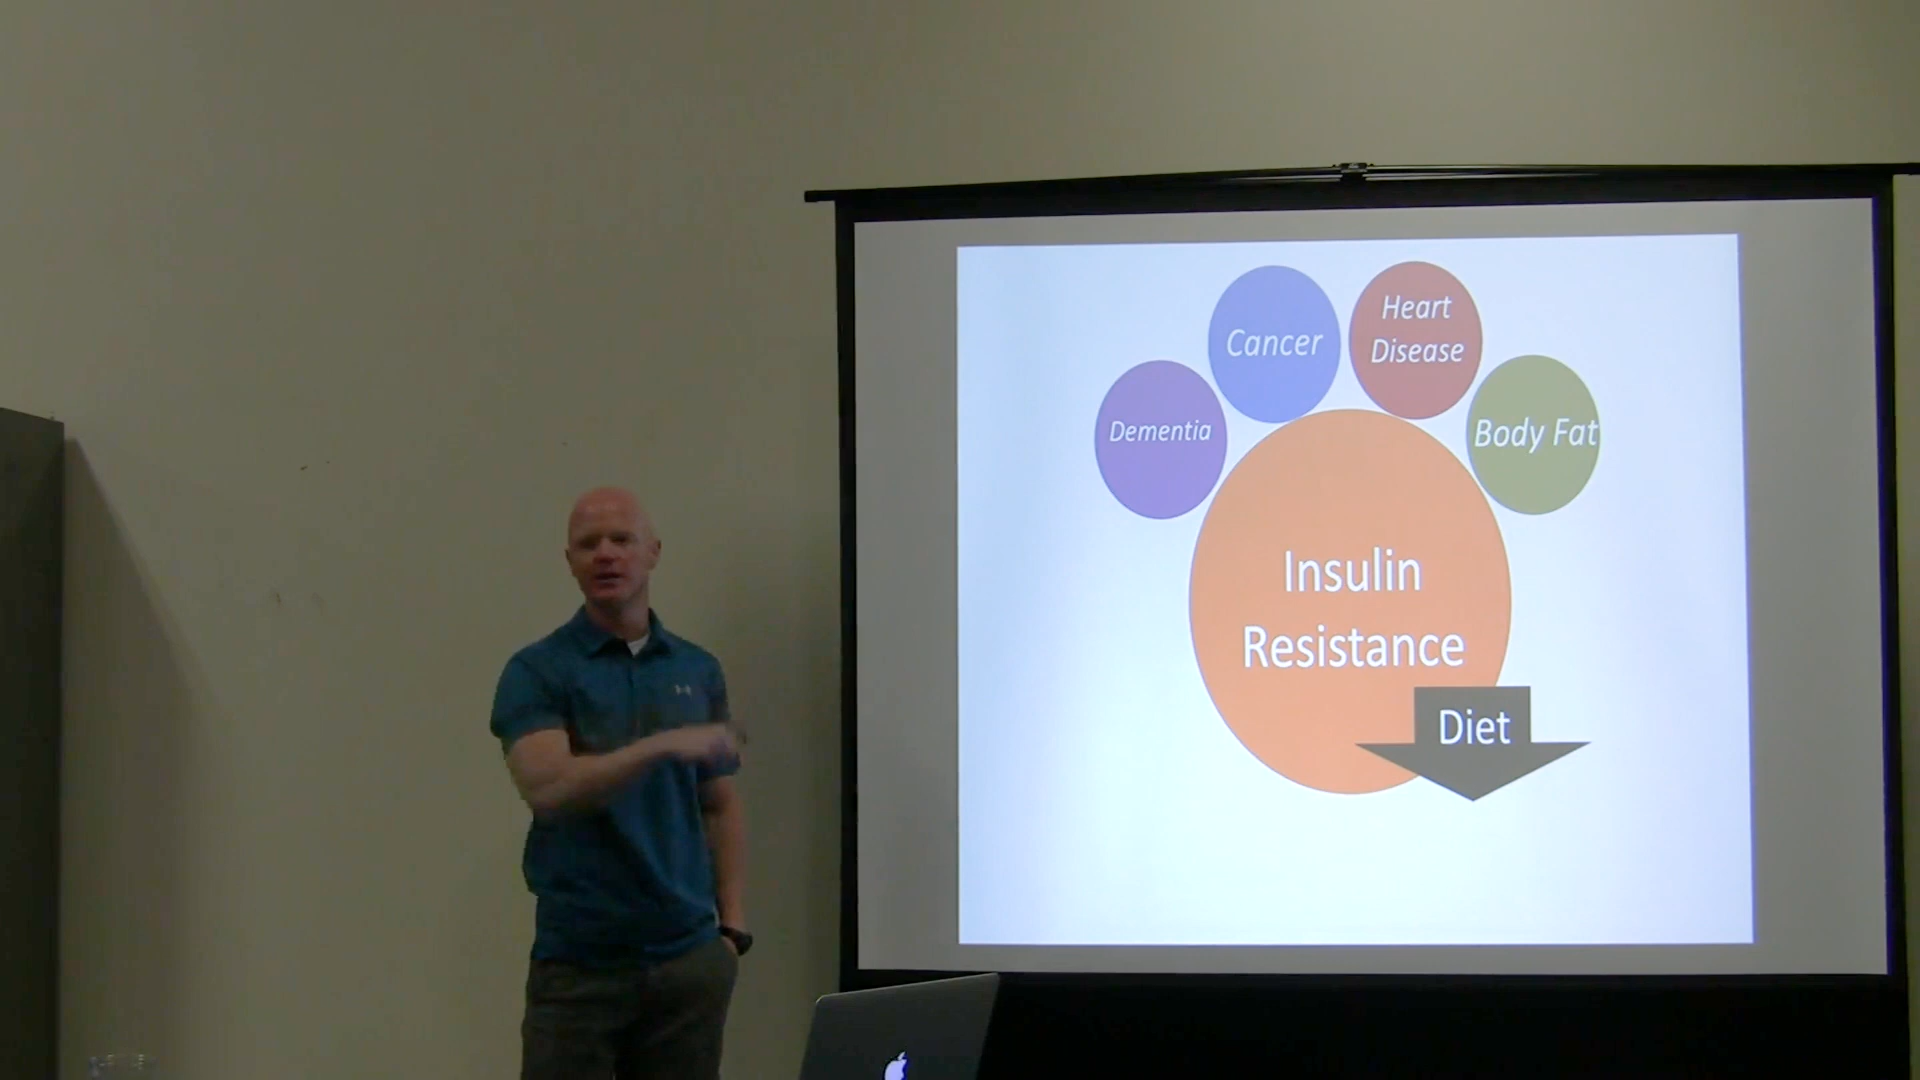 Heart
Disease
Cancer
Dementia
Body Fat
Insulin
Resistance
Diet